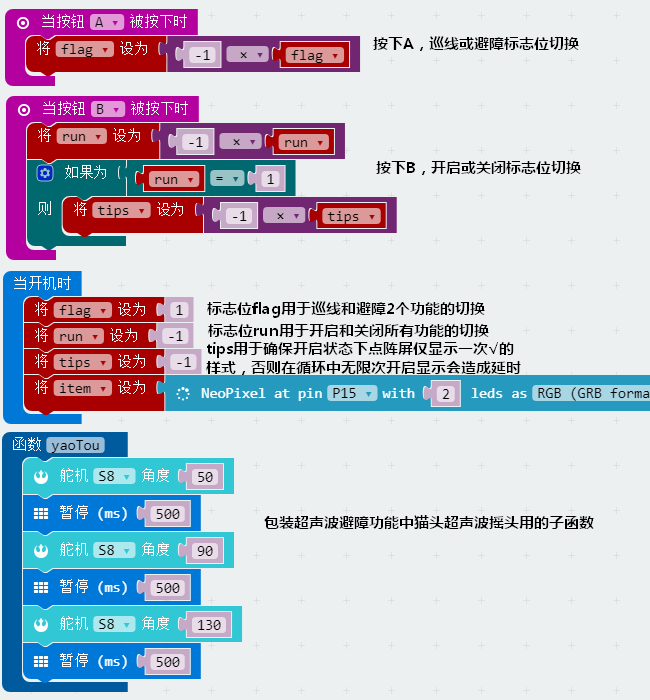 当按钮 A 被按下时
将 flag 设为 -1 × flag
按下A，巡线或避障标志位切换
当按钮 B 被按下时
将 run 设为 -1 × run
如果为 run = 1
按下B，开启或关闭标志位切换
则 将 tips 设为 -1 × tips
当开机时
将 flag 设为 1
标志位flag用于巡线和避障2个功能的切换
将 run 设为 -1
标志位run用于开启和关闭所有功能的切换
将 tips 设为 -1
tips用于确保开启状态下点阵屏仅显示一次√的
样式，否则在循环中无限次开启显示会造成延时
将 item 设为 NeoPixel at pin P15 with 2 leds as RGB (GRB forma
函数 yaoTou
舵机 S8 角度 50
暂停 (ms) 500
包装超声波避障功能中猫头超声波摇头用的子函数
舵机 S8 角度 90
暂停 (ms) 500
舵机 S8 角度 130
暂停 (ms) 500